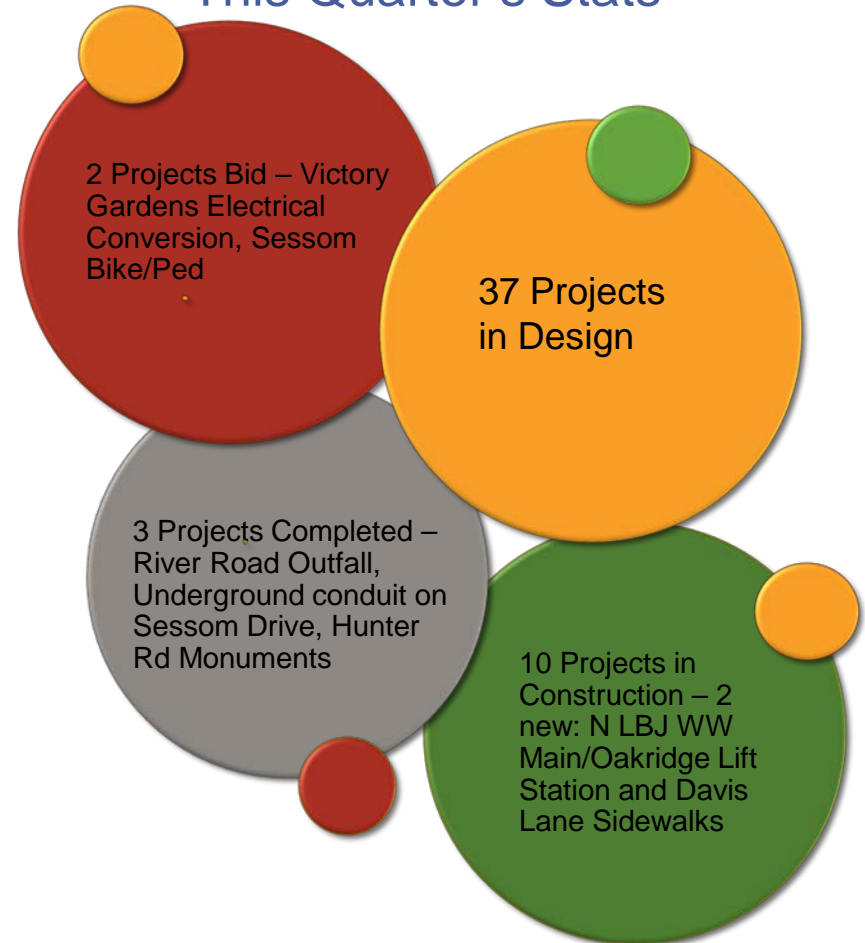 This Quarter's Stats
2 Projects Bid – Victory
Gardens Electrical
Conversion, Sessom
Bike/Ped
37 Projects
in Design
3 Projects Completed –
River Road Outfall,
Underground conduit on
Sessom Drive, Hunter
Rd Monuments
10 Projects in
Construction – 2
new: N LBJ WW
Main/Oakridge Lift
Station and Davis
Lane Sidewalks